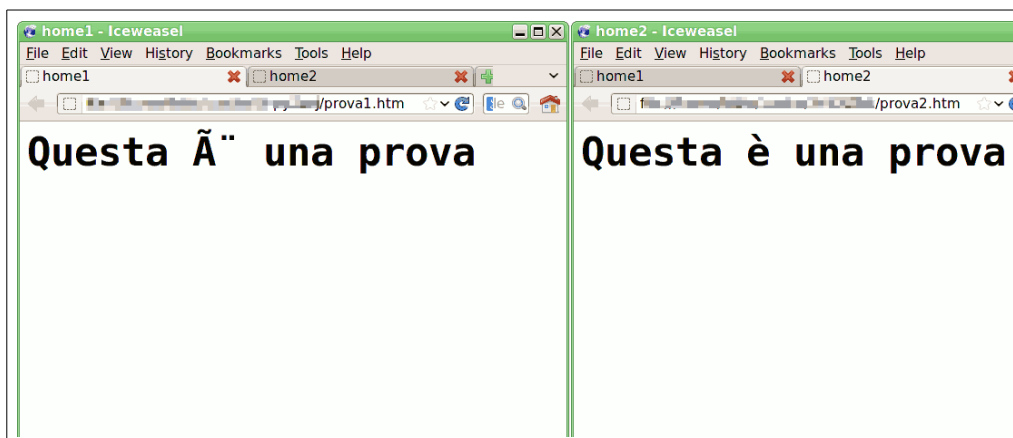 home1 - Iceweasel
File Edit View History Bookmarks Tools Help
home1 home2
/prova1.htm
Questa Ã¨ una prova
home2 - Iceweasel
File Edit View History Bookmarks Tools Help
home1 home2
/prova2.htm
Questa è una prova